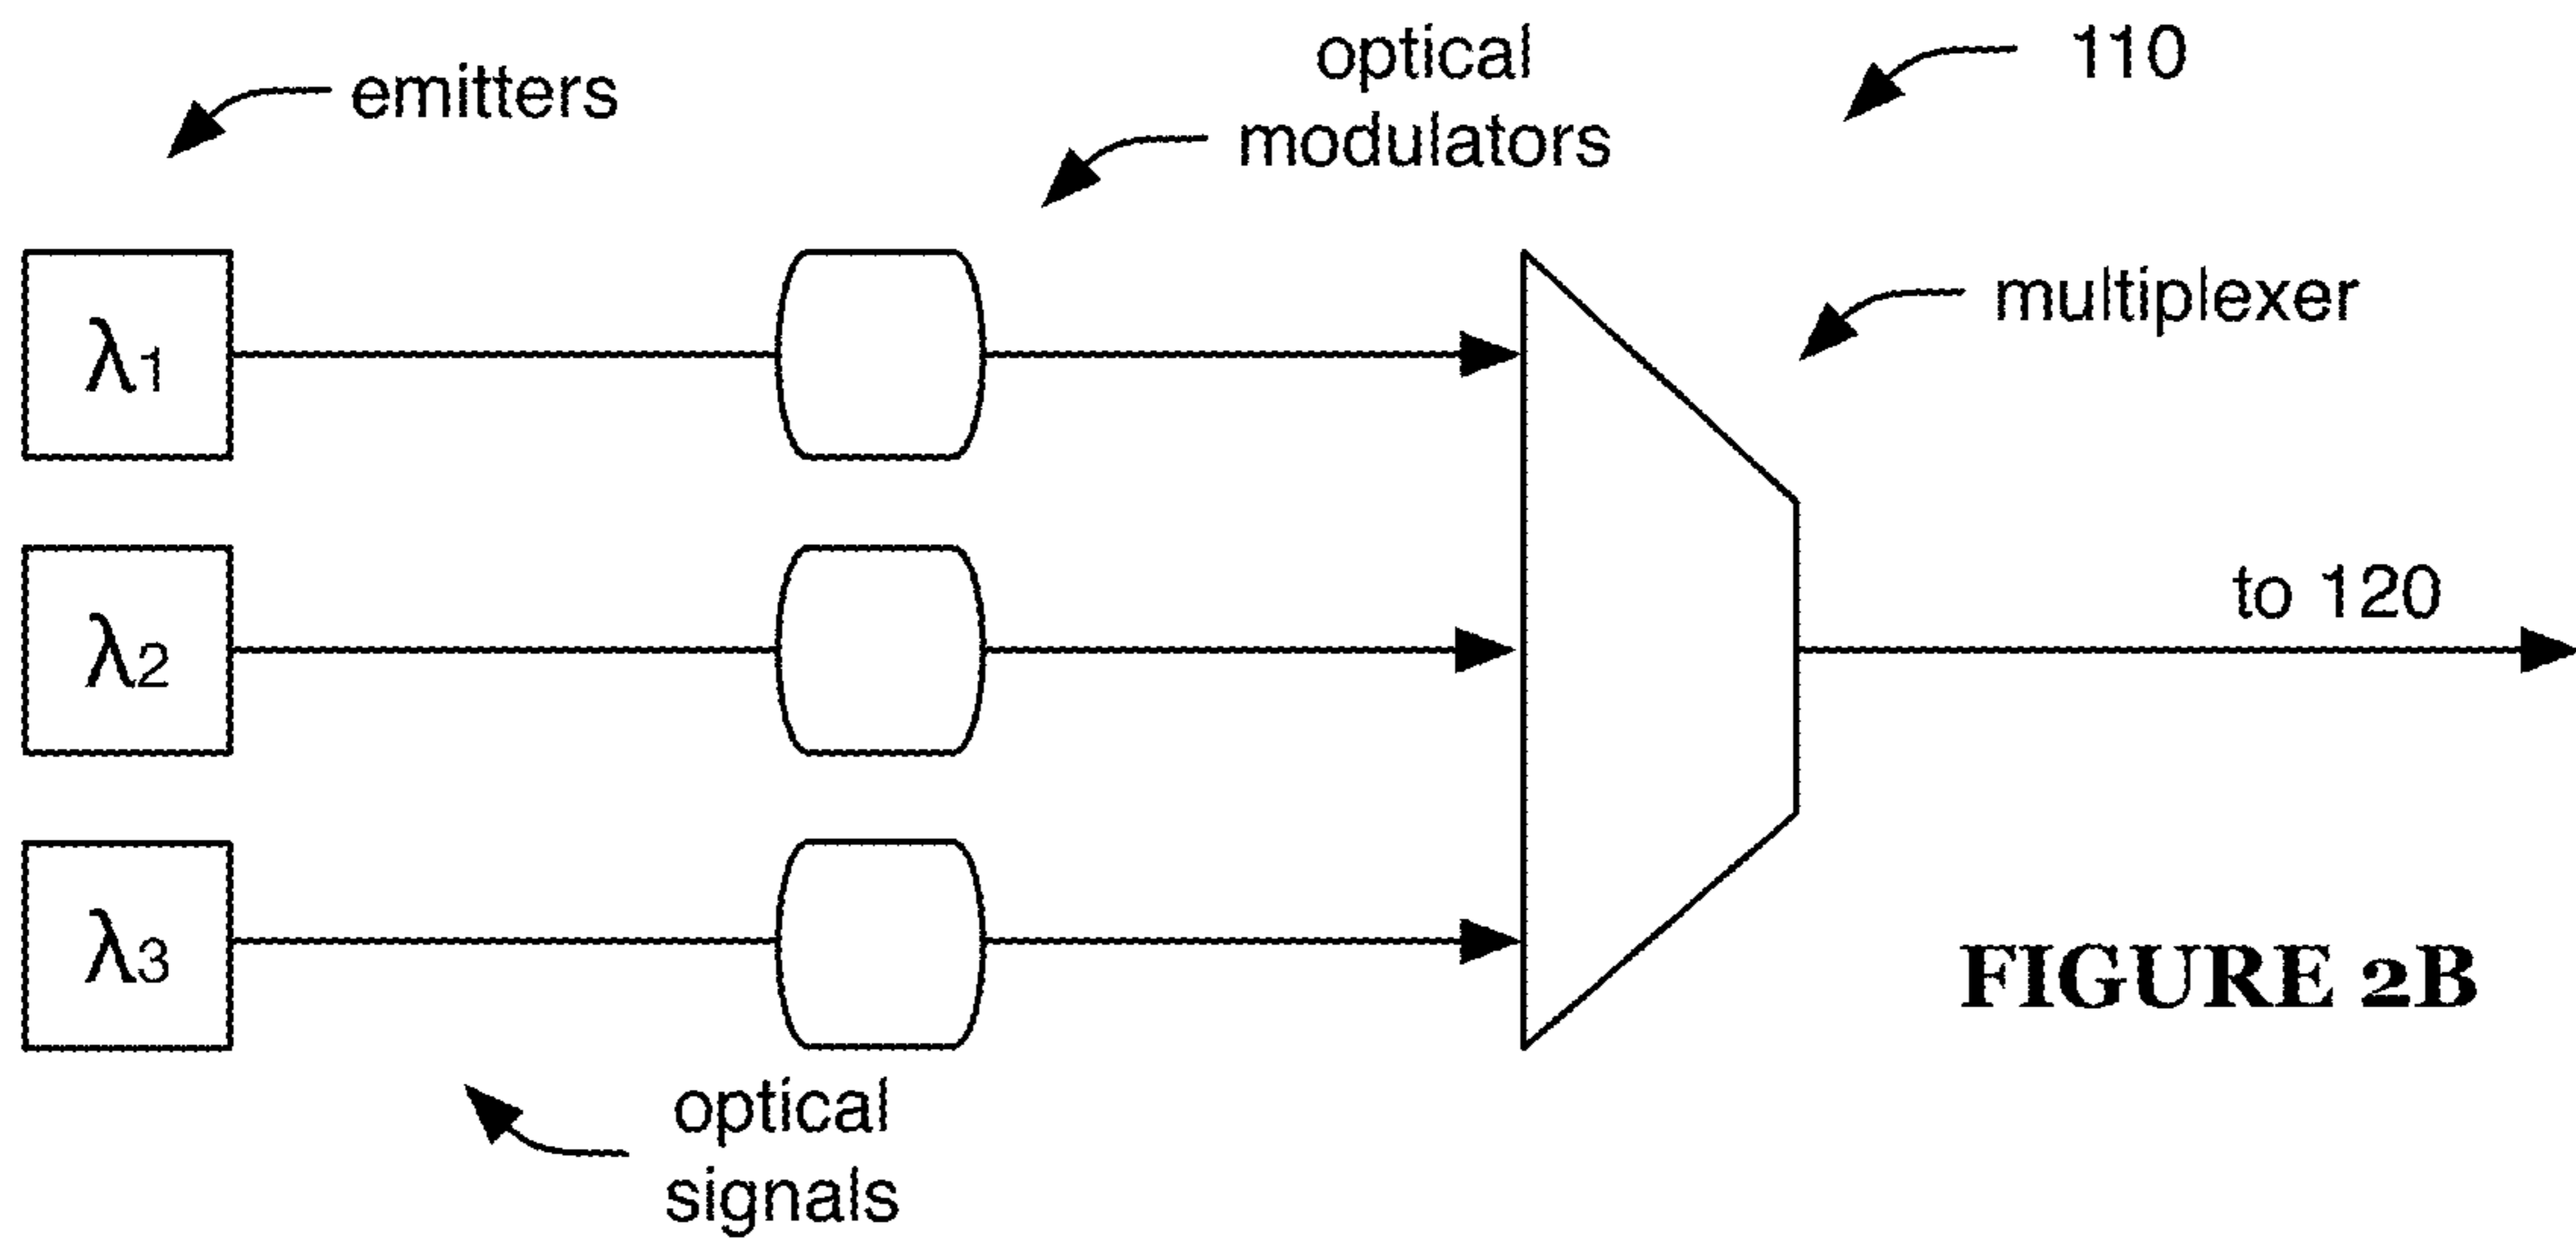 emitters
optical
modulators
110
multiplexer
λ1
λ2
to 120
λ3
FIGURE 2B
optical
signals